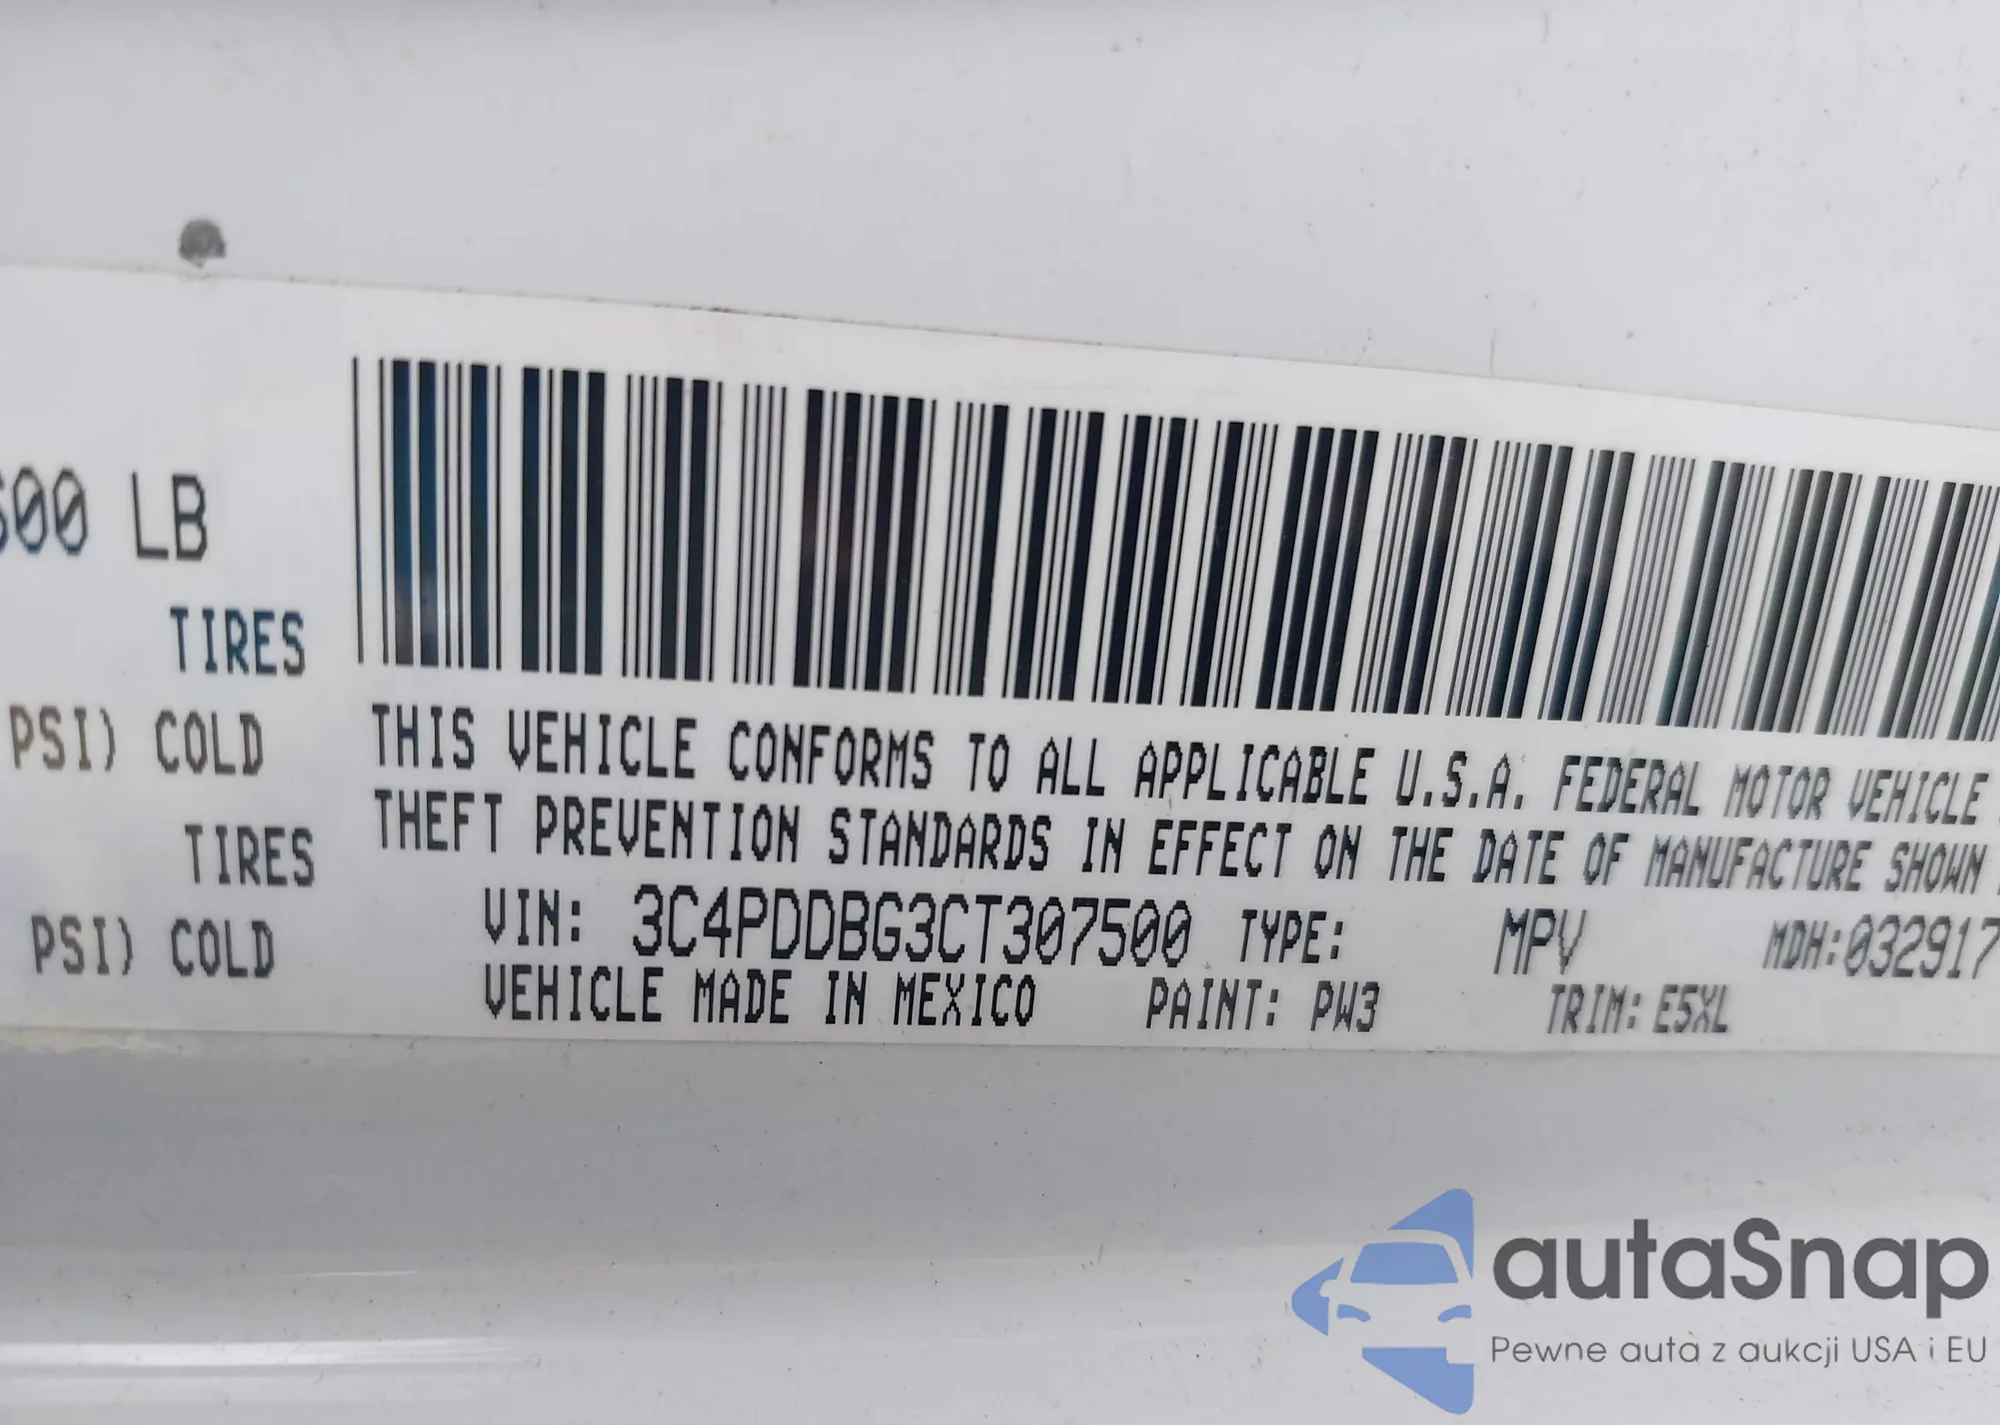 600 LB
TIRES
PSI) COLD
TIRES
PSI) COLD
THIS VEHICLE CONFORMS TO ALL APPLICABLE U.S.A. FEDERAL MOTOR VEHICLE
THEFT PREVENTION STANDARDS IN EFFECT ON THE DATE OF MANUFACTURE SHOWN
VIN: 3C4PDDBG3CT307500 TYPE: MPV MDH:032917
VEHICLE MADE IN MEXICO PAINT: PW3 TRIM: E5XL
autaSnap
Pewne auta z aukcji USA i EU